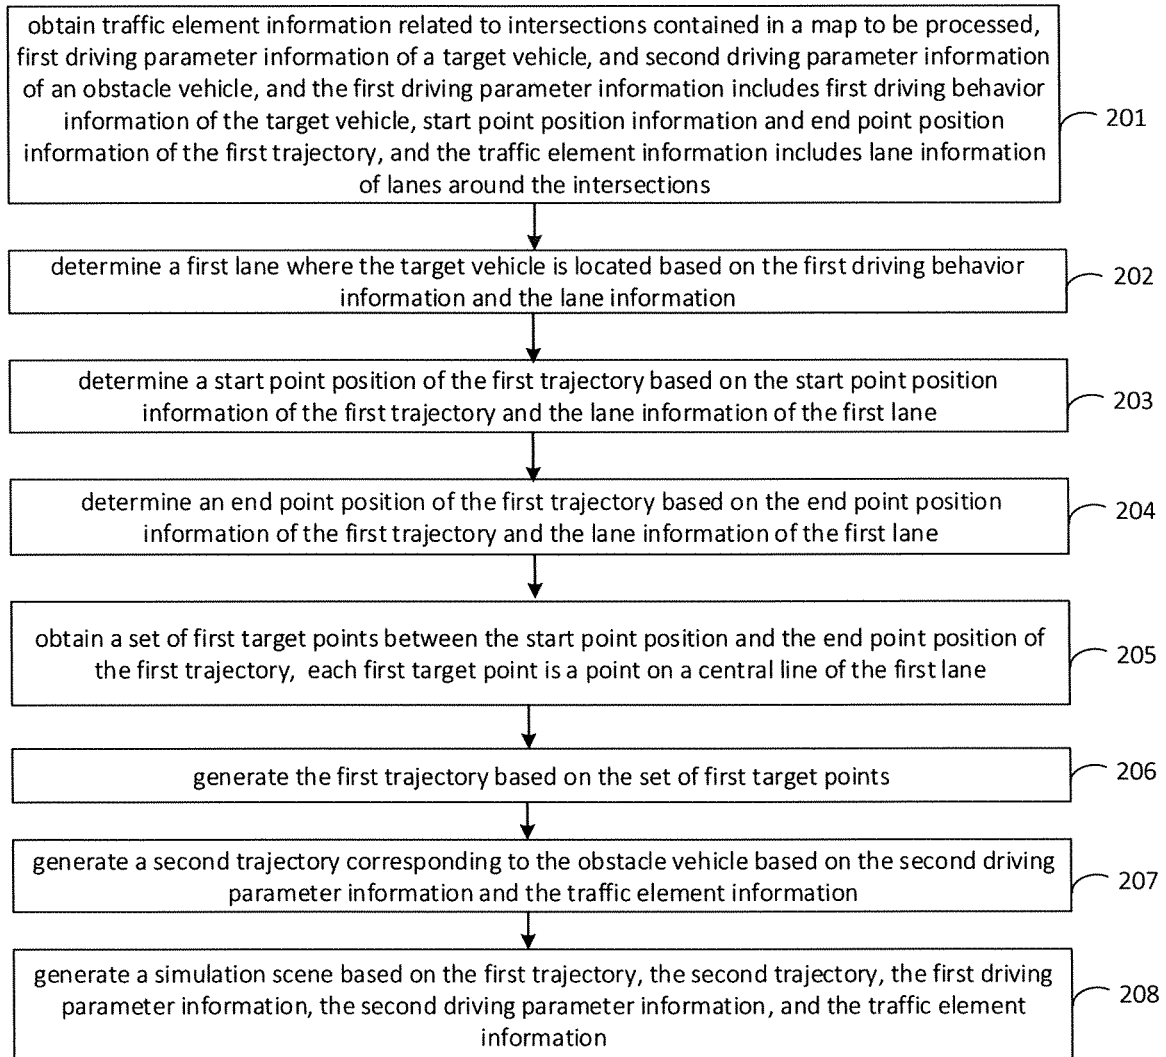 obtain traffic element information related to intersections contained in a map to be processed,
first driving parameter information of a target vehicle, and second driving parameter information
of an obstacle vehicle, and the first driving parameter information includes first driving behavior
information of the target vehicle, start point position information and end point position
information of the first trajectory, and the traffic element information includes lane information
of lanes around the intersections
201
determine a first lane where the target vehicle is located based on the first driving behavior
information and the lane information
202
determine a start point position of the first trajectory based on the start point position
information of the first trajectory and the lane information of the first lane
203
determine an end point position of the first trajectory based on the end point position
information of the first trajectory and the lane information of the first lane
204
obtain a set of first target points between the start point position and the end point position of
the first trajectory, each first target point is a point on a central line of the first lane
205
generate the first trajectory based on the set of first target points
206
generate a second trajectory corresponding to the obstacle vehicle based on the second driving
parameter information and the traffic element information
207
generate a simulation scene based on the first trajectory, the second trajectory, the first driving
parameter information, the second driving parameter information, and the traffic element
information
208